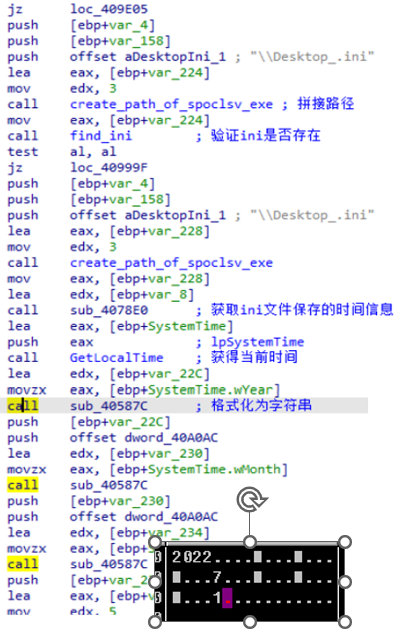 jz loc_409E05
push [ebp+var_4]
push [ebp+var_158]
push offset aDesktopIni_1 ; "\\Desktop_.ini"
lea eax, [ebp+var_224]
mov edx, 3
call create_path_of_spoclsv_exe ; 拼接路径
mov eax, [ebp+var_224]
call find_ini ; 验证ini是否存在
test al, al
jz loc_40999F
push [ebp+var_4]
push [ebp+var_158]
push offset aDesktopIni_1 ; "\\Desktop_.ini"
lea eax, [ebp+var_228]
mov edx, 3
call create_path_of_spoclsv_exe
mov eax, [ebp+var_228]
lea edx, [ebp+var_8]
call sub_4078E0 ; 获取ini文件保存的时间信息
lea eax, [ebp+SystemTime]
push eax ; lpSystemTime
call GetLocalTime ; 获得当前时间
lea edx, [ebp+var_22C]
movzx eax, [ebp+SystemTime.wYear]
call sub_40587C ; 格式化为字符串
push [ebp+var_22C]
push offset dword_40A0AC
lea edx, [ebp+var_230]
movzx eax, [ebp+SystemTime.wMonth]
call sub_40587C
push [ebp+var_230]
push offset dword_40A0AC
lea edx, [ebp+var_234]
movzx eax, [ebp+
call sub_40587C
push [ebp+var_2
lea eax, [ebp+v
mov edx, 5
2022....
...7....
...1.